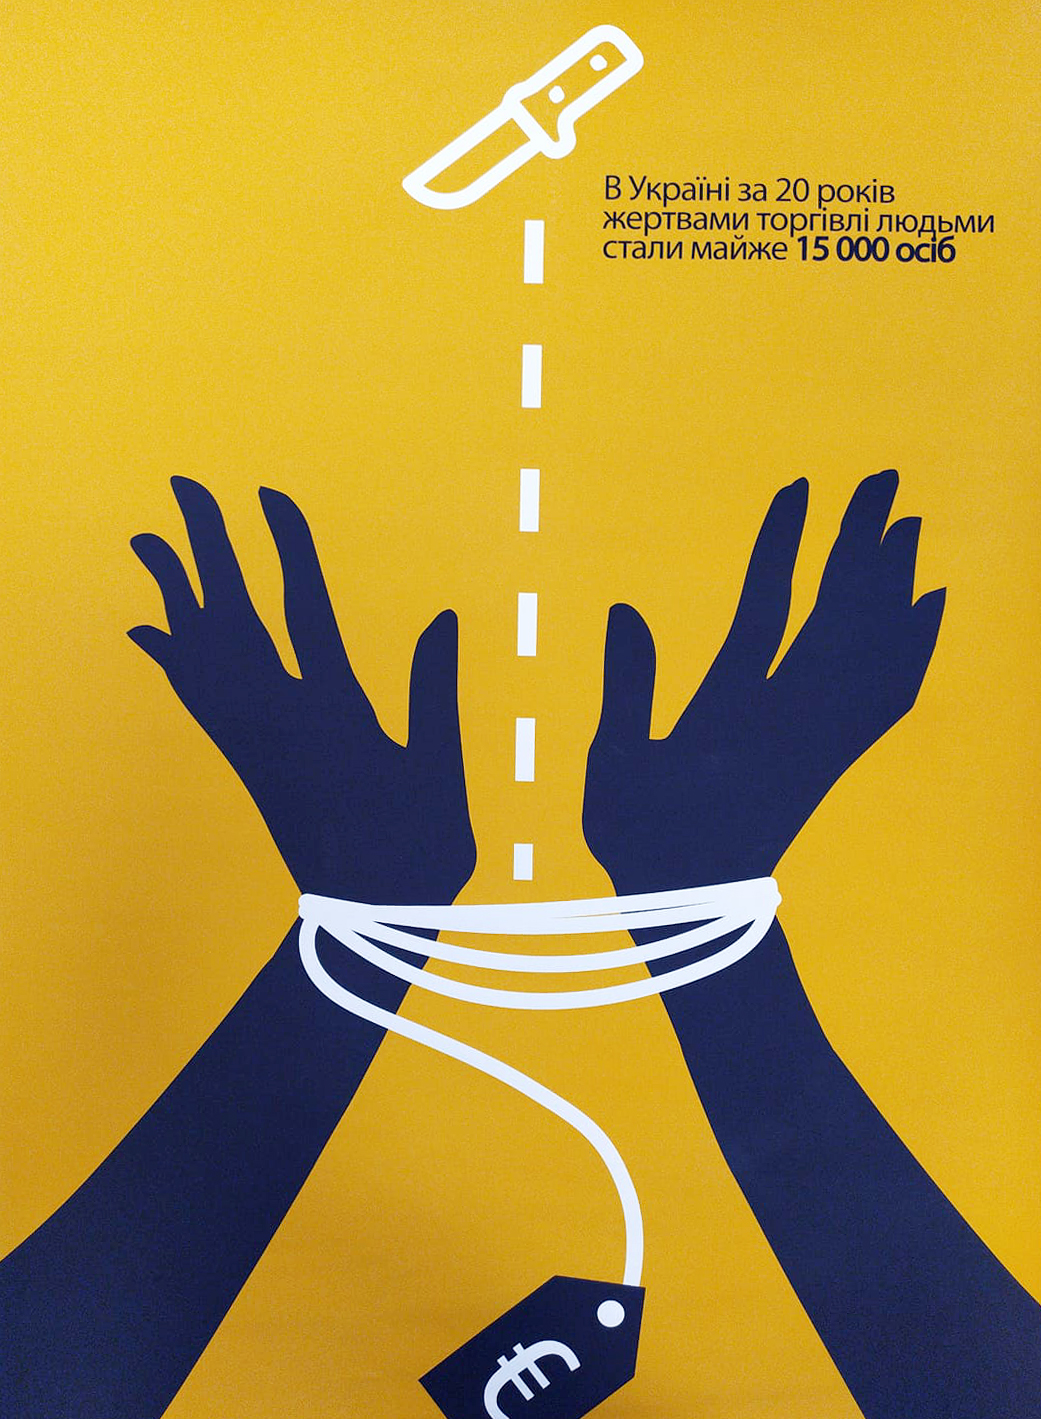 В Україні за 20 років
жертвами торгівлі людьми
стали майже 15 000 осіб
€